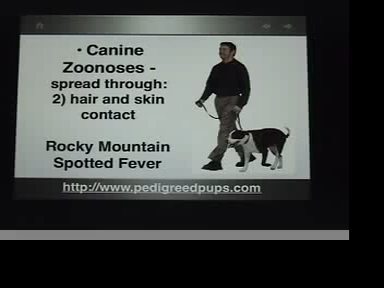 • Canine
Zoonoses -
spread through:
2) hair and skin
contact
Rocky Mountain
Spotted Fever
http://www.pedigreedpups.com